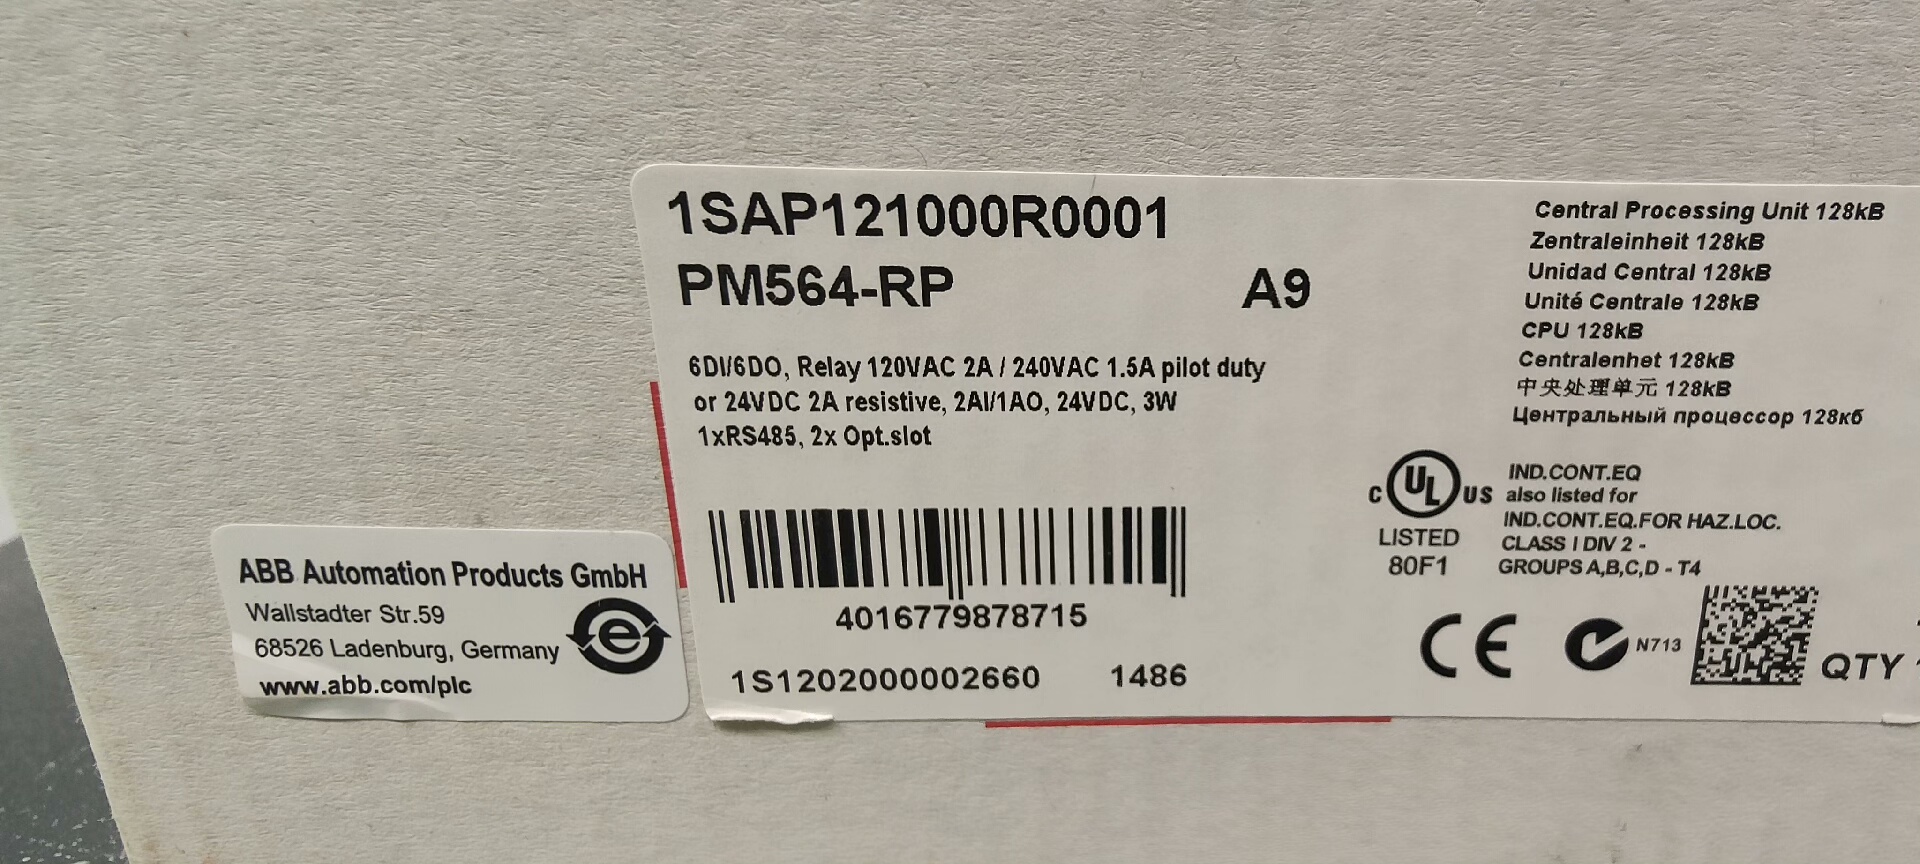 1SAP121000R0001
PM564-RP
A9
6DI/6DO, Relay 120VAC 2A / 240VAC 1.5A pilot duty
or 24VDC 2A resistive, 2AI/1AO, 24VDC, 3W
1xRS485, 2x Opt.slot
4016779878715
1S1202000002660 1486
Central Processing Unit 128kB
Zentraleinheit 128kB
Unidad Central 128kB
Unité Centrale 128kB
CPU 128kB
Centralenhet 128kB
中央处理单元 128kB
Центральный процессор 128кб
C UL US
LISTED
80F1
IND.CONT.EQ
also listed for
IND.CONT.EQ.FOR HAZ.LOC.
CLASS I DIV 2 -
GROUPS A,B,C,D - T4
CE
N713
QTY
ABB Automation Products GmbH
Wallstadter Str.59
68526 Ladenburg, Germany
www.abb.com/plc
e